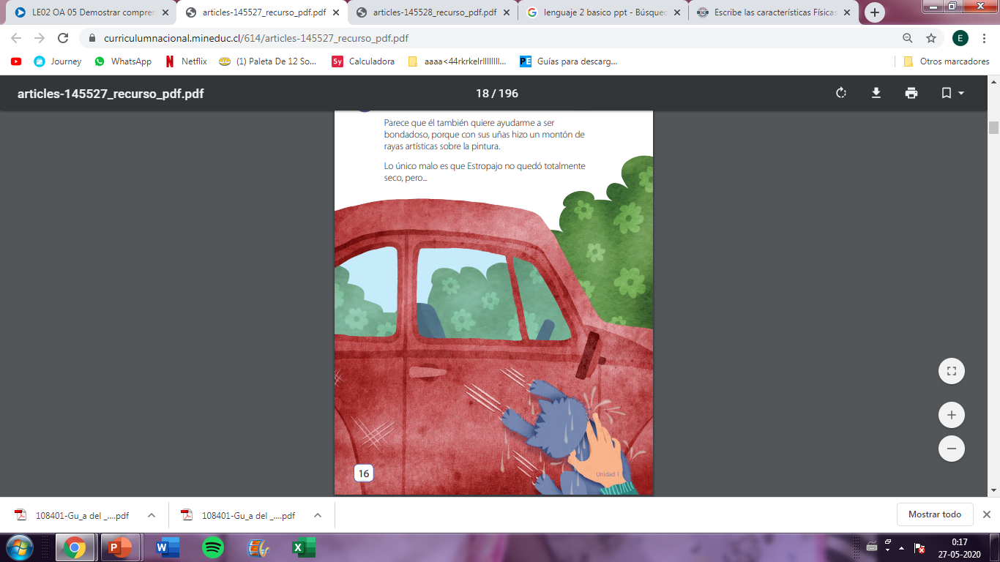 LE02 OA 05 Demostrar compren
articles-145527_recurso_pdf.pdf
articles-145528_recurso_pdf.pdf
lenguaje 2 basico ppt - Búsqued
Escribe las características Físicas
curriculumnacional.mineduc.cl/614/articles-145527_recurso_pdf.pdf
E
Journey
WhatsApp
Netflix
(1) Paleta De 12 So...
Calculadora
aaaa<44rkrkelrllllllll...
Guías para descarg...
Otros marcadores
articles-145527_recurso_pdf.pdf
18 / 196
Parece que él también quiere ayudarme a ser
bondadoso, porque con sus uñas hizo un montón de
rayas artísticas sobre la pintura.
Lo único malo es que Estropajo no quedó totalmente
seco, pero...
16
Unidad 1
108401-Gu_a del _....pdf
108401-Gu_a del _....pdf
Mostrar todo
0:17
27-05-2020